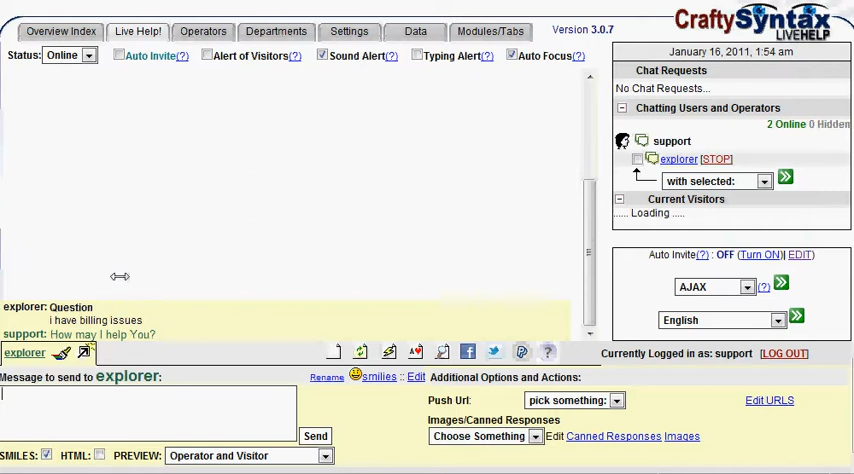 Overview Index Live Help! Operators Departments Settings Data Modules/Tabs Version 3.0.7
CraftySyntax
LIVEHELP
Status: Online Auto Invite(?) Alert of Visitors(?) Sound Alert(?) Typing Alert(?) Auto Focus(?)
January 16, 2011, 1:54 am
Chat Requests
No Chat Requests...
Chatting Users and Operators
2 Online 0 Hidden
support
explorer [STOP]
with selected:
Current Visitors
...... Loading .....
Auto Invite(?) : OFF (Turn ON)| EDIT)
AJAX (?)
English
explorer: Question
i have billing issues
support: How may I help You?
explorer
Currently Logged in as: support [LOG OUT]
Message to send to explorer: Rename smilies :: Edit
Additional Options and Actions:
Push Url: pick something: Edit URLS
Images/Canned Responses
Send
Choose Something Edit Canned Responses Images
SMILES: HTML: PREVIEW: Operator and Visitor